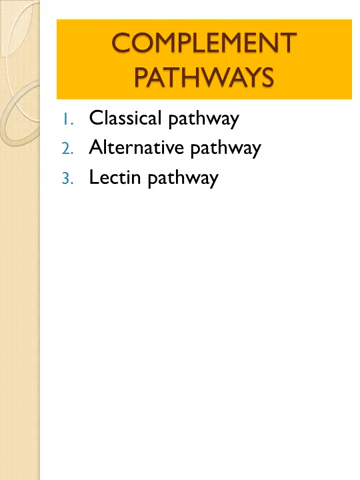 COMPLEMENT
PATHWAYS
1. Classical pathway
2. Alternative pathway
3. Lectin pathway